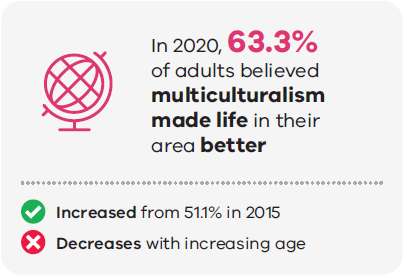 In 2020, 63.3%
of adults believed
multiculturalism
made life in their
area better
Increased from 51.1% in 2015
Decreases with increasing age